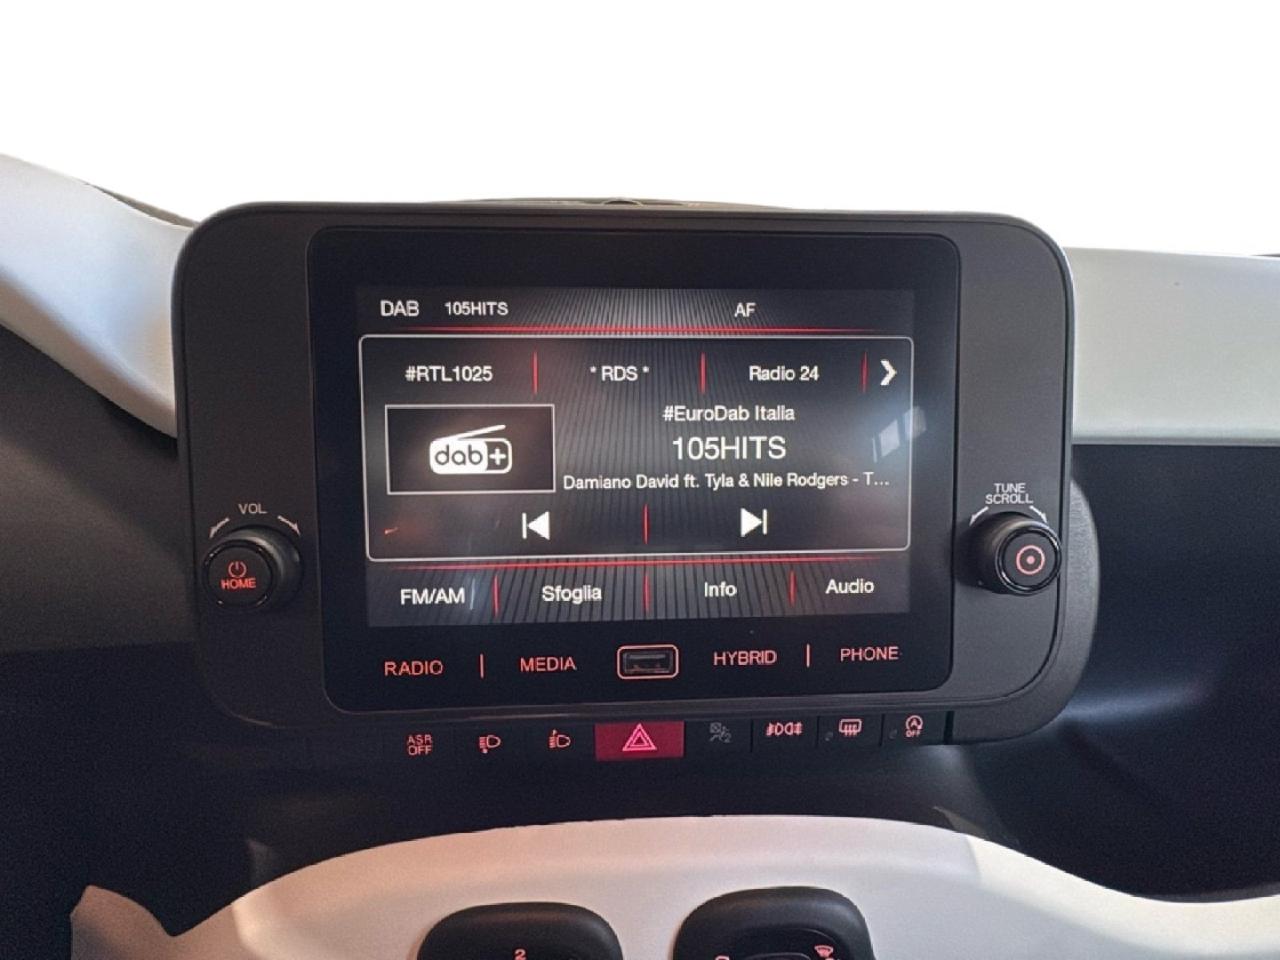 DAB 105HITS AF
#RTL1025 * RDS * Radio 24
#EuroDab Italia
dab+
105HITS
Damiano David ft. Tyla & Nile Rodgers - T...
FM/AM Sfoglia Info Audio
VOL
HOME
TUNE
SCROLL
RADIO MEDIA HYBRID PHONE
ASR
OFF
A
OFF
2